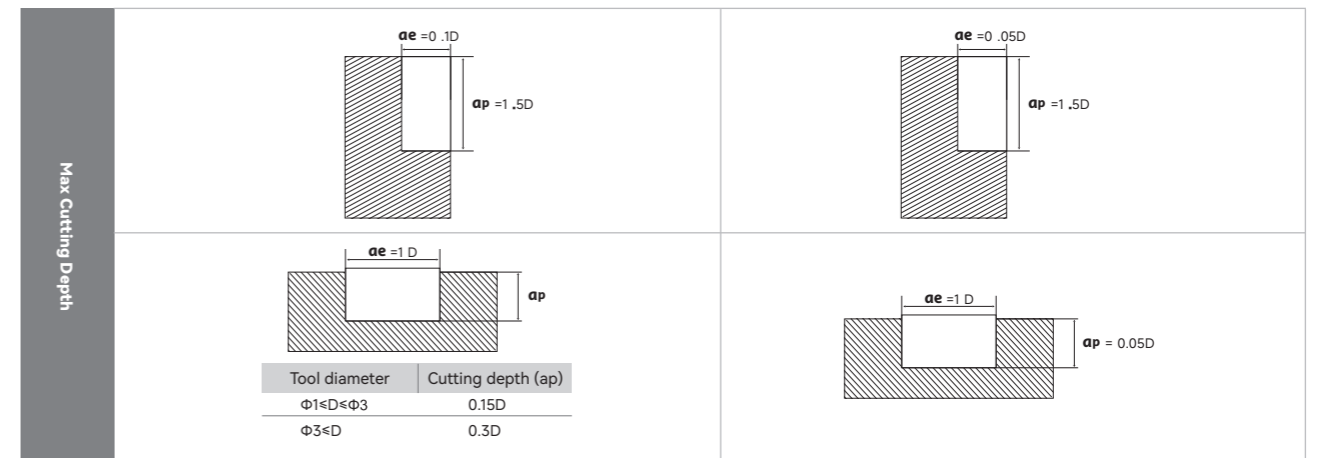 Max Cutting Depth
ae =0 .1D
ap =1 .5D
ae =0 .05D
ap =1 .5D
ae =1 D
ap
Tool diameter Cutting depth (ap)
Φ1≤D≤Φ3 0.15D
Φ3≤D 0.3D
ae =1 D
ap = 0.05D